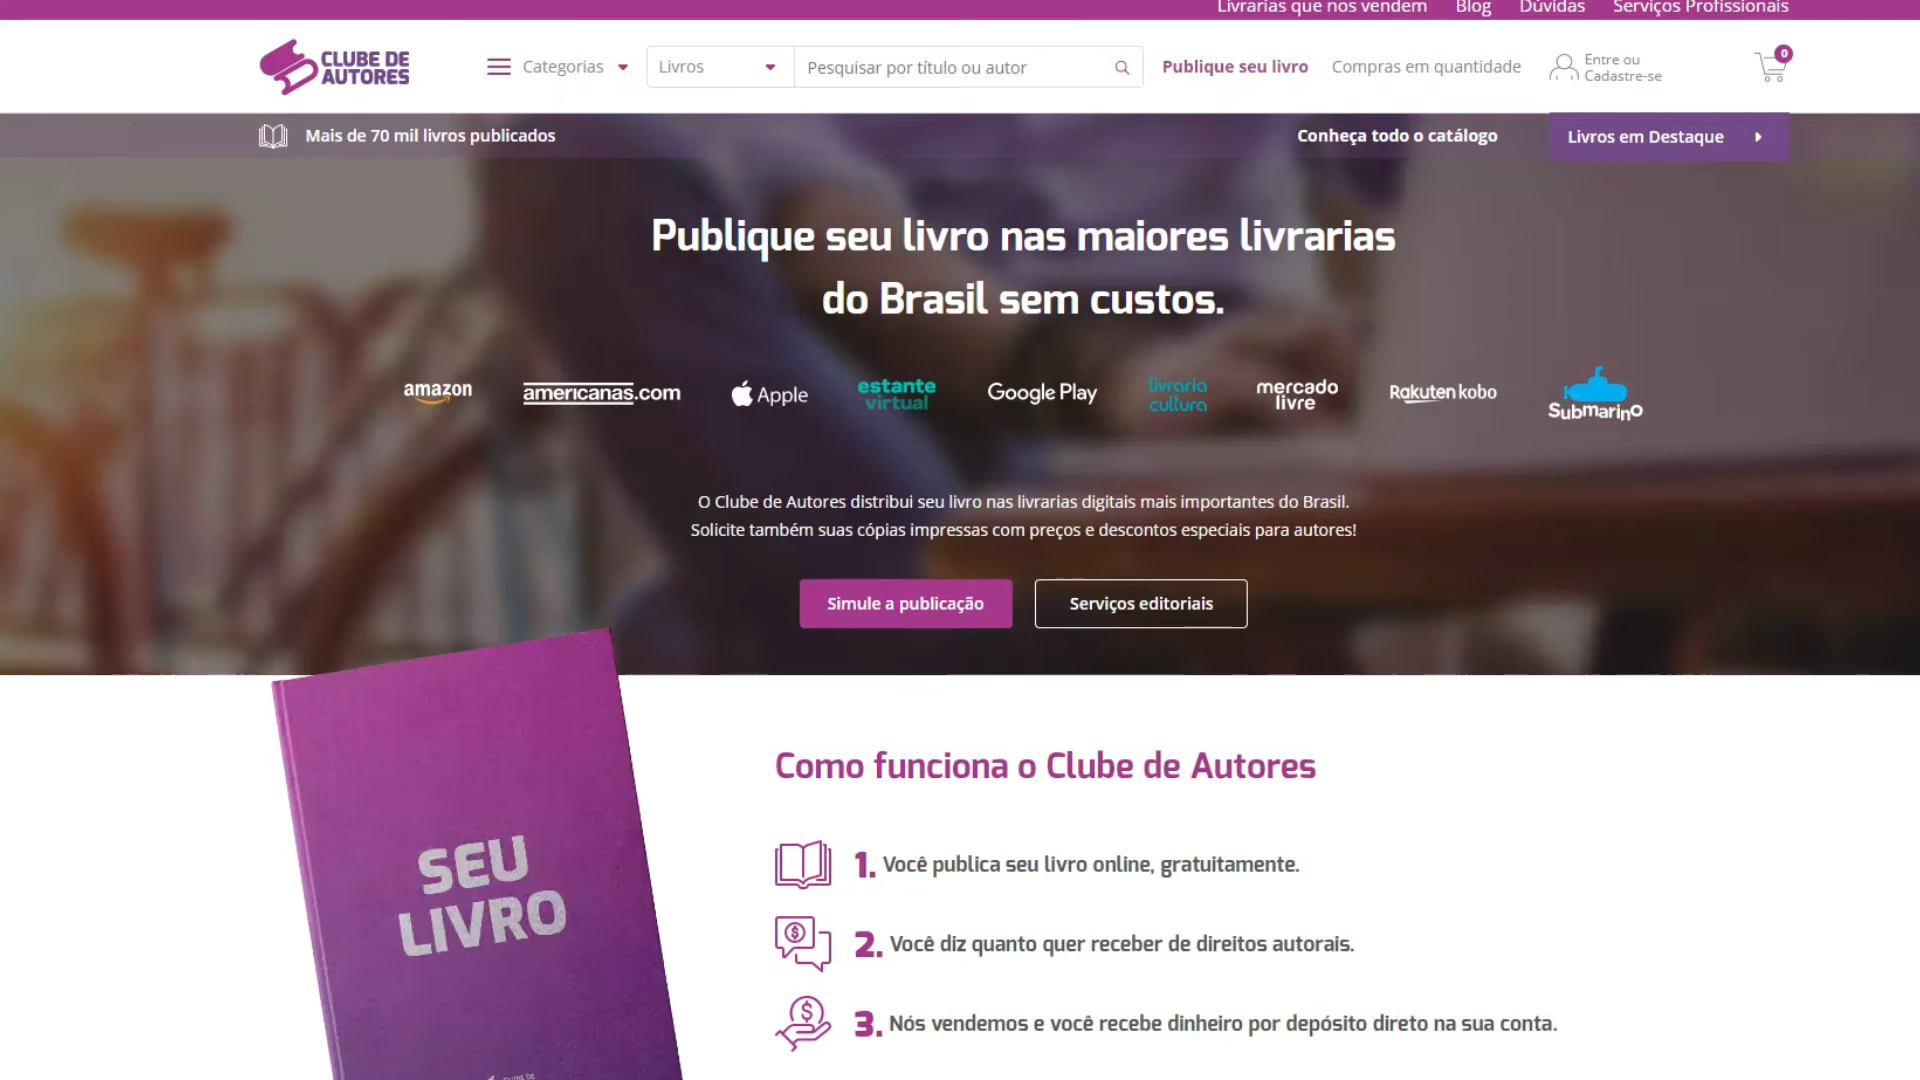 Livrarias que nos vendem Blog Dúvidas Serviços Profissionais
CLUBE DE
AUTORES
Categorias
Livros
Pesquisar por título ou autor
Publique seu livro
Compras em quantidade
Entre ou
Cadastre-se
0
Mais de 70 mil livros publicados
Conheça todo o catálogo
Livros em Destaque
Publique seu livro nas maiores livrarias
do Brasil sem custos.
amazon
americanas.com
Apple
estante
virtual
Google Play
livraria
cultura
mercado
livre
Rakuten kobo
Submarino
O Clube de Autores distribui seu livro nas livrarias digitais mais importantes do Brasil.
Solicite também suas cópias impressas com preços e descontos especiais para autores!
Simule a publicação
Serviços editoriais
SEU
LIVRO
CLUBE DE
Como funciona o Clube de Autores
1. Você publica seu livro online, gratuitamente.
2. Você diz quanto quer receber de direitos autorais.
3. Nós vendemos e você recebe dinheiro por depósito direto na sua conta.